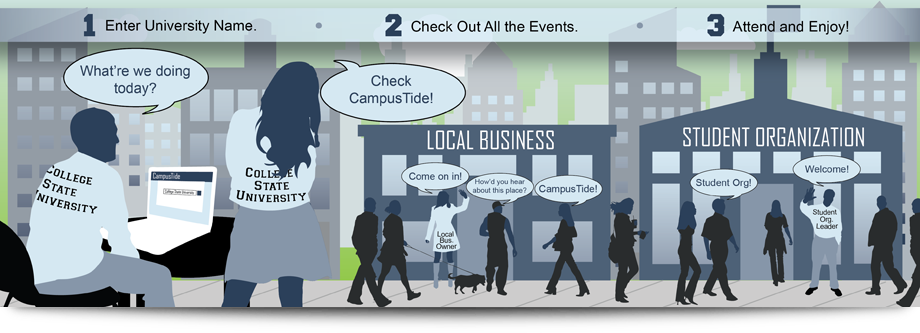 1 Enter University Name.
2 Check Out All the Events.
3 Attend and Enjoy!
What're we doing
today?
Check
CampusTide!
COLLEGE
STATE
UNIVERSITY
CampusTide
College State University
COLLEGE
STATE
UNIVERSITY
LOCAL BUSINESS
Come on in!
How'd you hear
about this place?
CampusTide!
Local
Bus.
Owner
STUDENT ORGANIZATION
Student Org!
Welcome!
Student
Org.
Leader